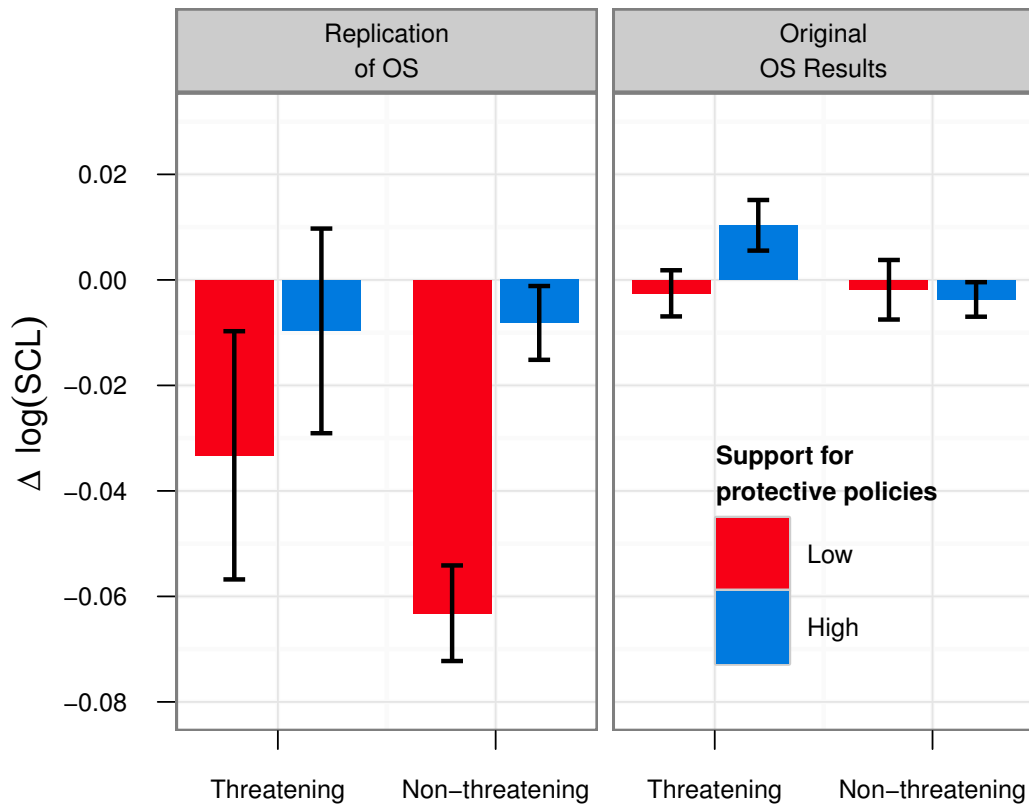 Replication
of OS
Original
OS Results
Δ log(SCL)
0.02
0.00
−0.02
−0.04
−0.06
−0.08
Support for
protective policies
Low
High
Threatening
Non−threatening
Threatening
Non−threatening